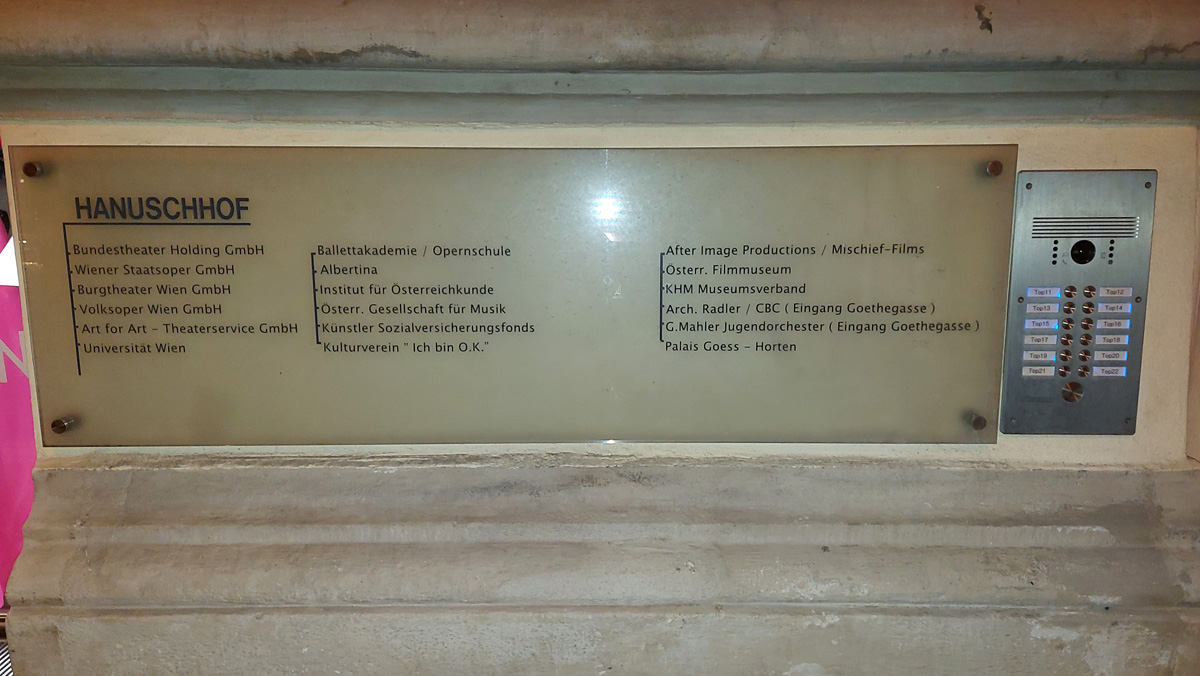 HANUSCHHOF
Bundestheater Holding GmbH
Wiener Staatsoper GmbH
Burgtheater Wien GmbH
Volksoper Wien GmbH
Art for Art - Theaterservice GmbH
Universität Wien
Ballettakademie / Opernschule
Albertina
Institut für Österreichkunde
Österr. Gesellschaft für Musik
Künstler Sozialversicherungsfonds
Kulturverein " Ich bin O.K."
After Image Productions / Mischief-Films
Österr. Filmmuseum
KHM Museumsverband
Arch. Radler / CBC ( Eingang Goethegasse )
G.Mahler Jugendorchester ( Eingang Goethegasse )
Palais Goess - Horten
Top11 Top12
Top13 Top14
Top15 Top16
Top17 Top18
Top19 Top20
Top21 Top22